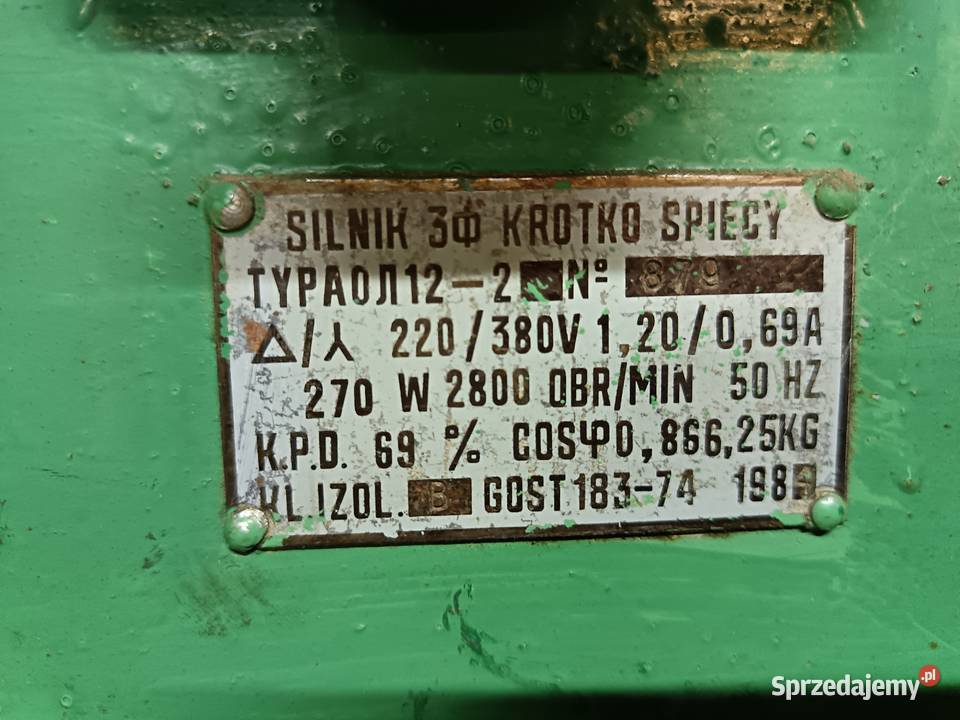 SILNIK 3Ф KROTKO SPIECY
TYPAОЛ12-2 Nº 879
△/⅄ 220/380V 1,20/0,69A
270 W 2800 OBR/MIN 50 HZ
K.P.D. 69 % COSφ0,866,25KG
KL.IZOL. B GOST183-74 198
Sprzedajemy.pl